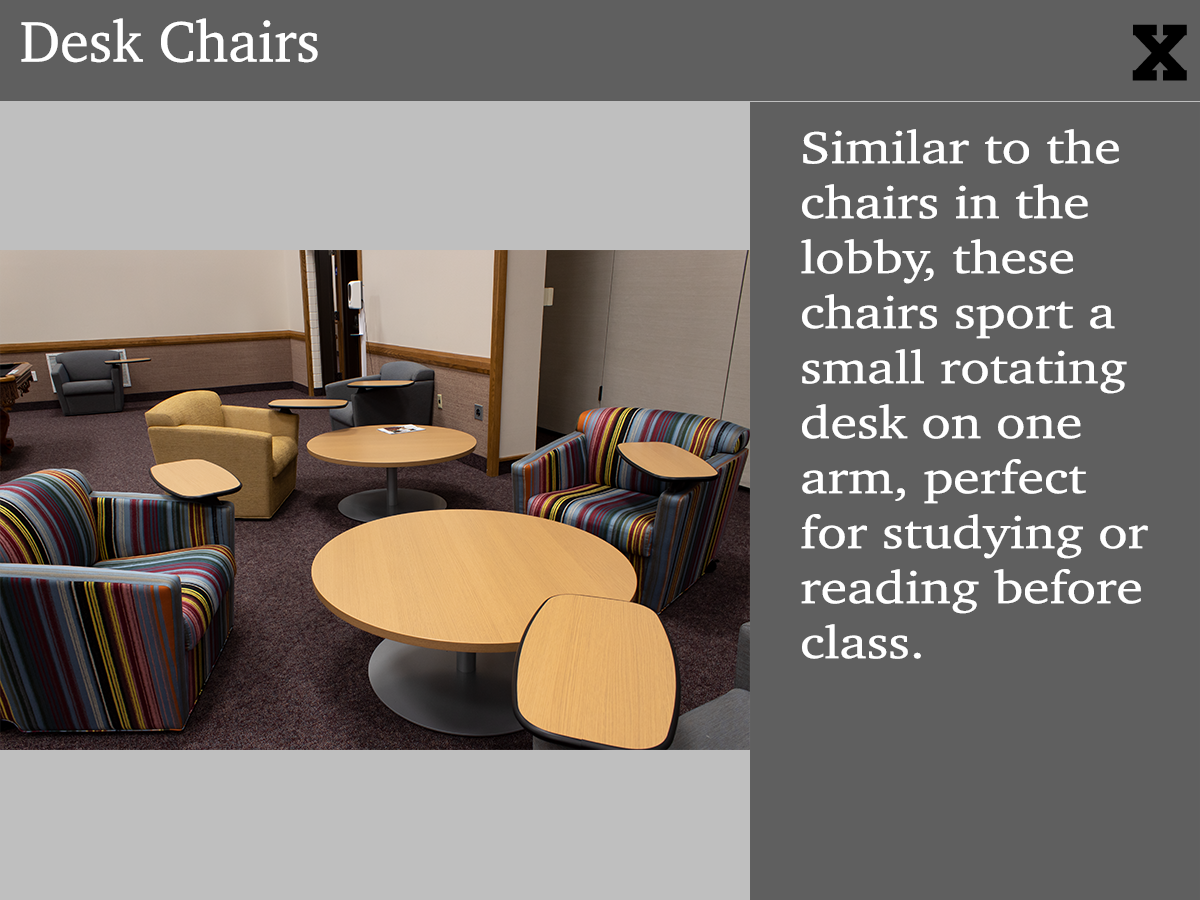 Desk Chairs
X
Similar to the
chairs in the
lobby, these
chairs sport a
small rotating
desk on one
arm, perfect
for studying or
reading before
class.